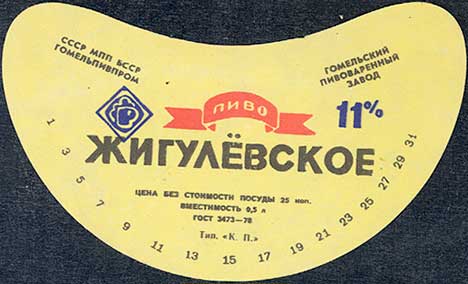 СССР МПП БССР
ГОМЕЛЬПИВПРОМ
ГОМЕЛЬСКИЙ
ПИВОВАРЕННЫЙ
ЗАВОД
ПИВО
11%
ЖИГУЛЁВСКОЕ
ЦЕНА БЕЗ СТОИМОСТИ ПОСУДЫ 25 коп.
ВМЕСТИМОСТЬ 0,5 л
ГОСТ 3473—78
Тип. «К. П.»
1 3 5 7 9 11 13 15 17 19 21 23 25 27 29 31